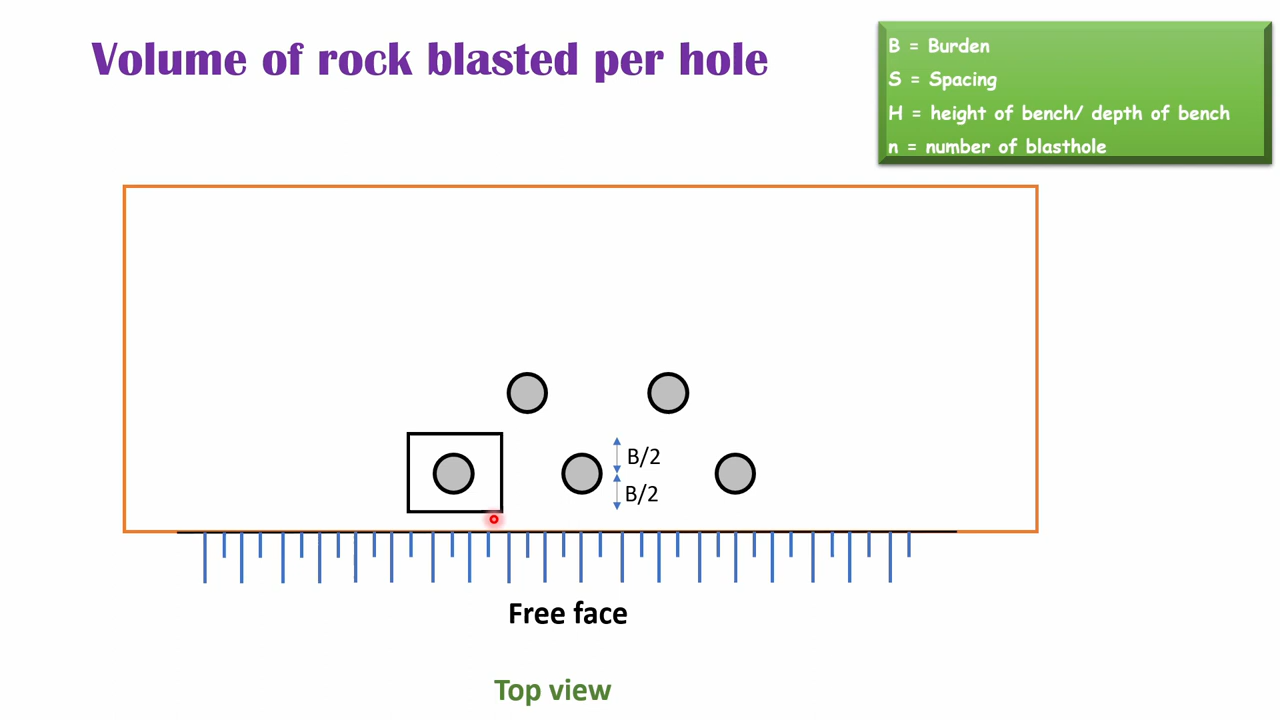 Volume of rock blasted per hole
B = Burden
S = Spacing
H = height of bench/ depth of bench
n = number of blasthole
B/2
B/2
Free face
Top view